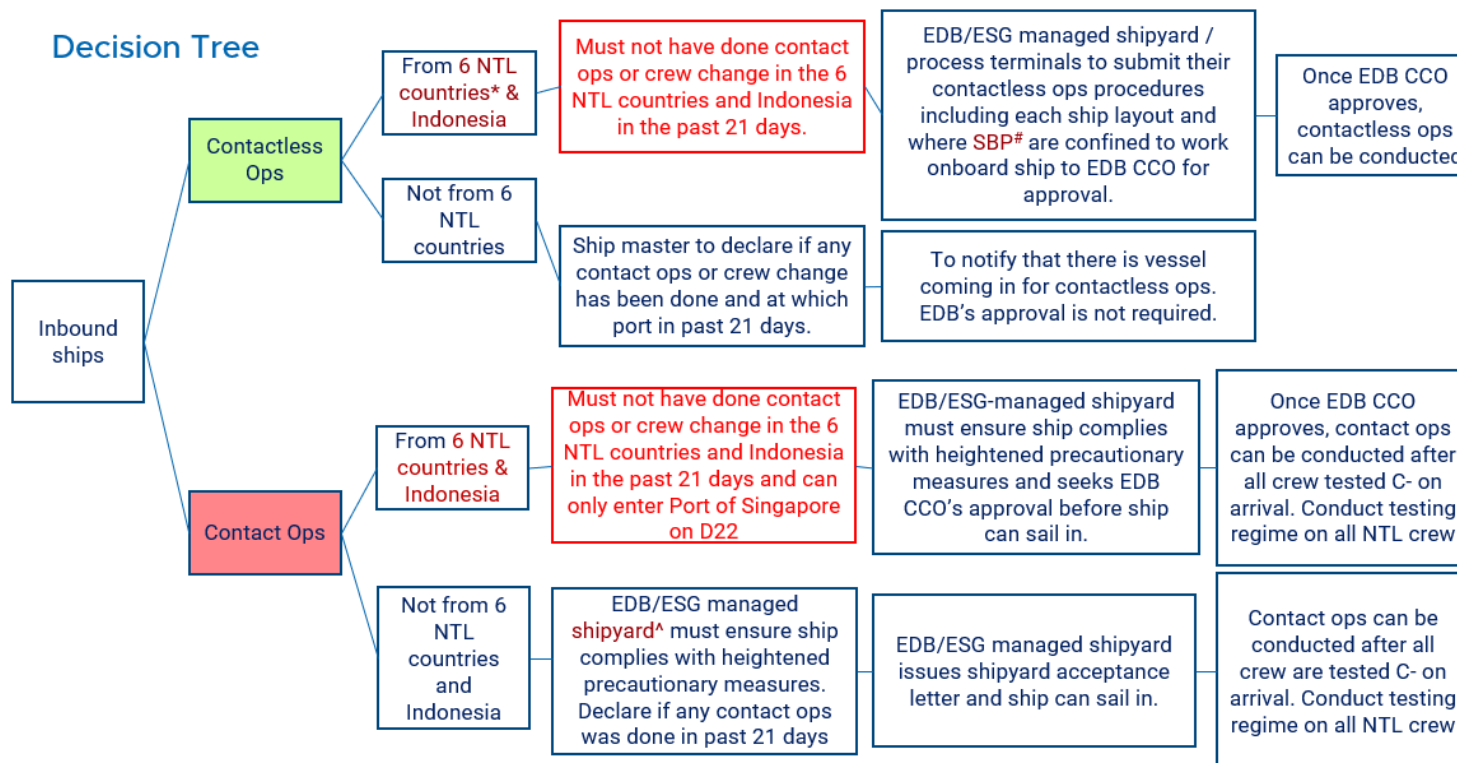 Decision Tree
Inbound
ships
Contactless
Ops
From 6 NTL
countries* &
Indonesia
Must not have done contact
ops or crew change in the 6
NTL countries and Indonesia
in the past 21 days.
EDB/ESG managed shipyard /
process terminals to submit their
contactless ops procedures
including each ship layout and
where SBP# are confined to work
onboard ship to EDB CCO for
approval.
Once EDB CCO
approves,
contactless ops
can be conducted
Not from 6
NTL
countries
Ship master to declare if any
contact ops or crew change
has been done and at which
port in past 21 days.
To notify that there is vessel
coming in for contactless ops.
EDB’s approval is not required.
Contact Ops
From 6 NTL
countries &
Indonesia
Must not have done contact
ops or crew change in the 6
NTL countries and Indonesia
in the past 21 days and can
only enter Port of Singapore
on D22
EDB/ESG-managed shipyard
must ensure ship complies
with heightened precautionary
measures and seeks EDB
CCO’s approval before ship
can sail in.
Once EDB CCO
approves, contact ops
can be conducted after
all crew tested C- on
arrival. Conduct testing
regime on all NTL crew
Not from 6
NTL
countries
and
Indonesia
EDB/ESG managed
shipyard^ must ensure ship
complies with heightened
precautionary measures.
Declare if any contact ops
was done in past 21 days
EDB/ESG managed shipyard
issues shipyard acceptance
letter and ship can sail in.
Contact ops can be
conducted after all
crew are tested C- on
arrival. Conduct testing
regime on all NTL crew